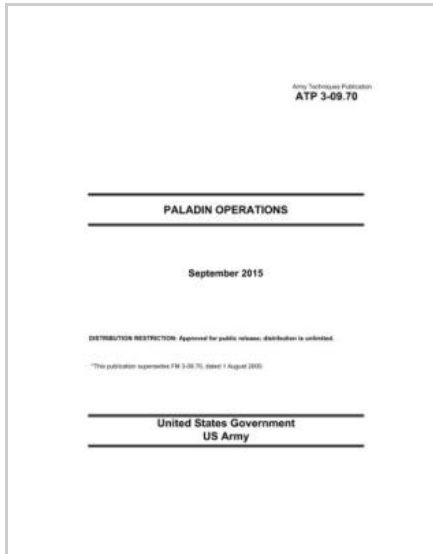 Army Techniques Publication
ATP 3-09.70
PALADIN OPERATIONS
September 2015
DISTRIBUTION RESTRICTION: Approved for public release; distribution is unlimited.
*This publication supersedes FM 3-09.70, dated 1 August 2000.
United States Government
US Army